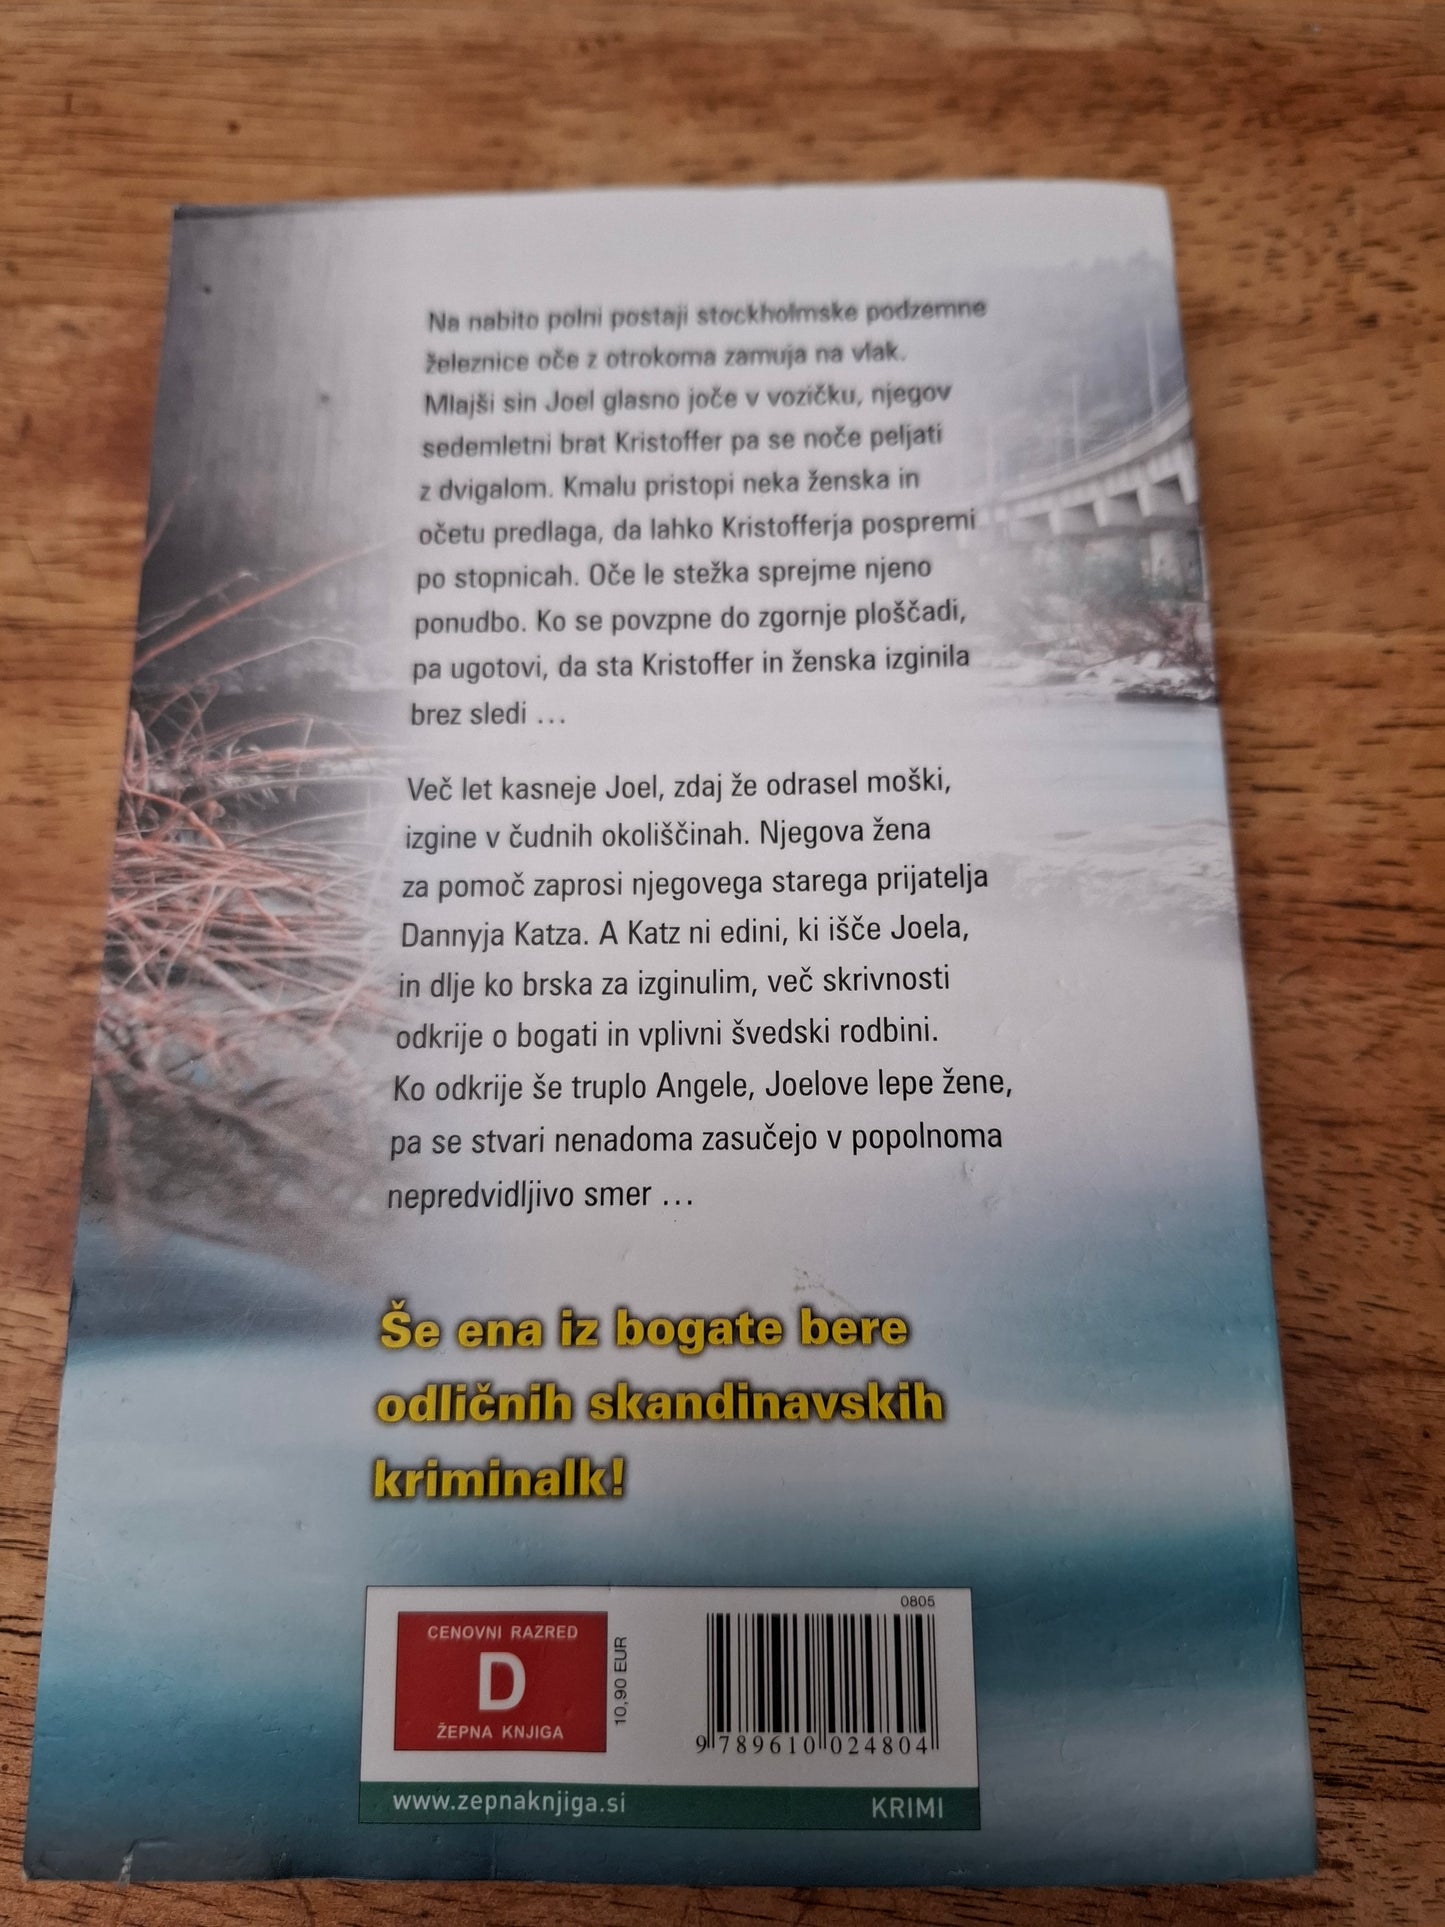 Na nabito polni postaji stockholmske podzemne
železnice oče z otrokoma zamuja na vlak.
Mlajši sin Joel glasno joče v vozičku, njegov
sedemletni brat Kristoffer pa se noče peljati
z dvigalom. Kmalu pristopi neka ženska in
očetu predlaga, da lahko Kristofferja pospremi
po stopnicah. Oče le stežka sprejme njeno
ponudbo. Ko se povzpne do zgornje ploščadi,
pa ugotovi, da sta Kristoffer in ženska izginila
brez sledi ...
Več let kasneje Joel, zdaj že odrasel moški,
izgine v čudnih okoliščinah. Njegova žena
za pomoč zaprosi njegovega starega prijatelja
Dannyja Katza. A Katz ni edini, ki išče Joela,
in dlje ko brska za izginulim, več skrivnosti
odkrije o bogati in vplivni švedski rodbini.
Ko odkrije še truplo Angele, Joelove lepe žene,
pa se stvari nenadoma zasučejo v popolnoma
nepredvidljivo smer ...
Še ena iz bogate bere
odličnih skandinavskih
kriminalk!
CENOVNI RAZRED
D
ŽEPNA KNJIGA
10,90 EUR
0805
9 789610 024804
www.zepnaknjiga.si
KRIMI